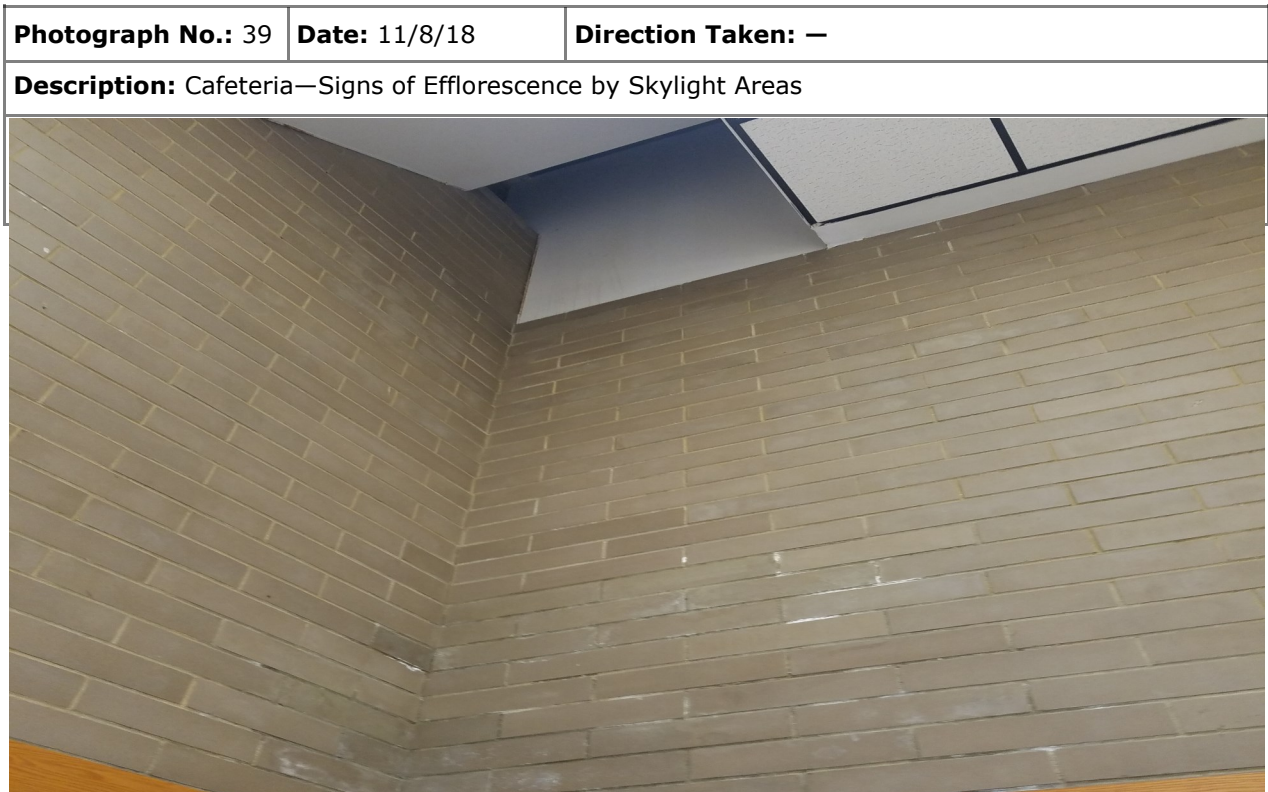 Photograph No.: 39 Date: 11/8/18 Direction Taken: —
Description: Cafeteria—Signs of Efflorescence by Skylight Areas